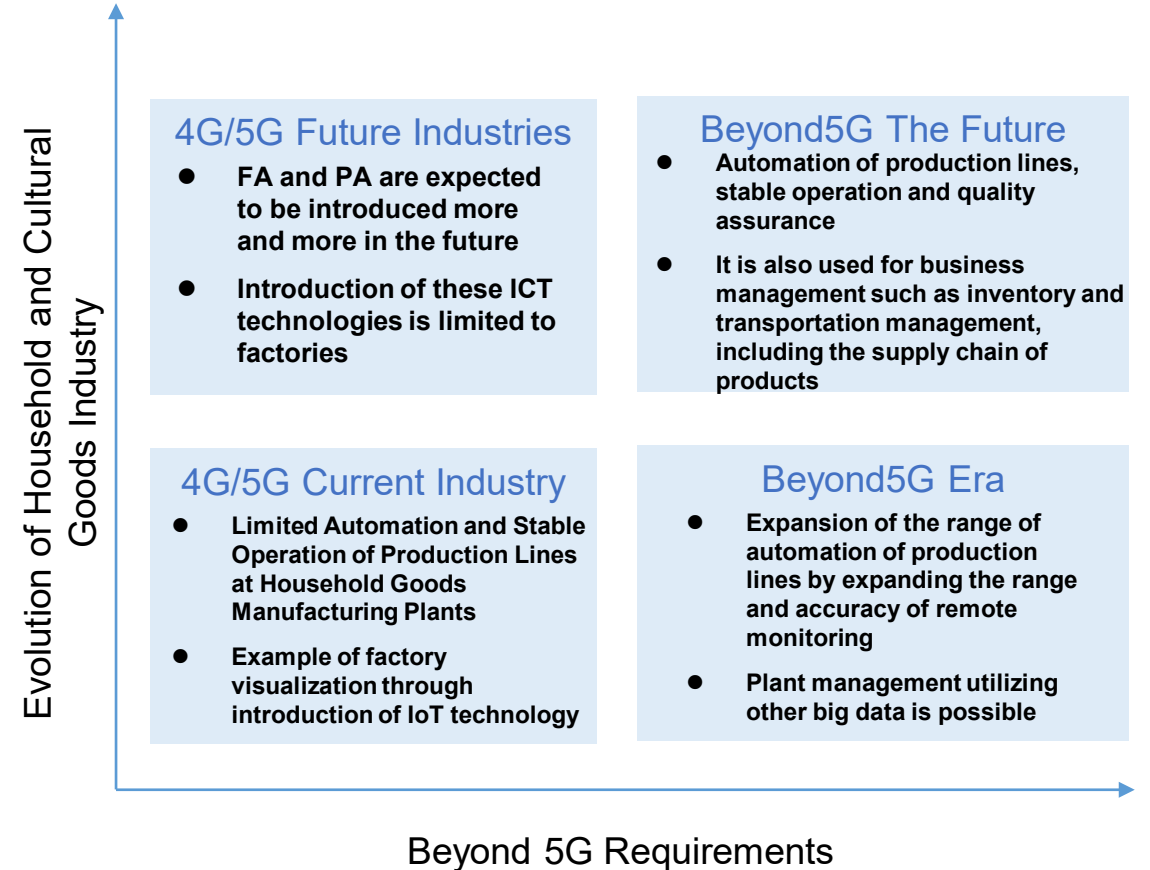 Evolution of Household and Cultural
Goods Industry
4G/5G Future Industries
● FA and PA are expected
to be introduced more
and more in the future
● Introduction of these ICT
technologies is limited to
factories
Beyond5G The Future
● Automation of production lines,
stable operation and quality
assurance
● It is also used for business
management such as inventory and
transportation management,
including the supply chain of
products
4G/5G Current Industry
● Limited Automation and Stable
Operation of Production Lines
at Household Goods
Manufacturing Plants
● Example of factory
visualization through
introduction of IoT technology
Beyond5G Era
● Expansion of the range of
automation of production
lines by expanding the range
and accuracy of remote
monitoring
● Plant management utilizing
other big data is possible
Beyond 5G Requirements